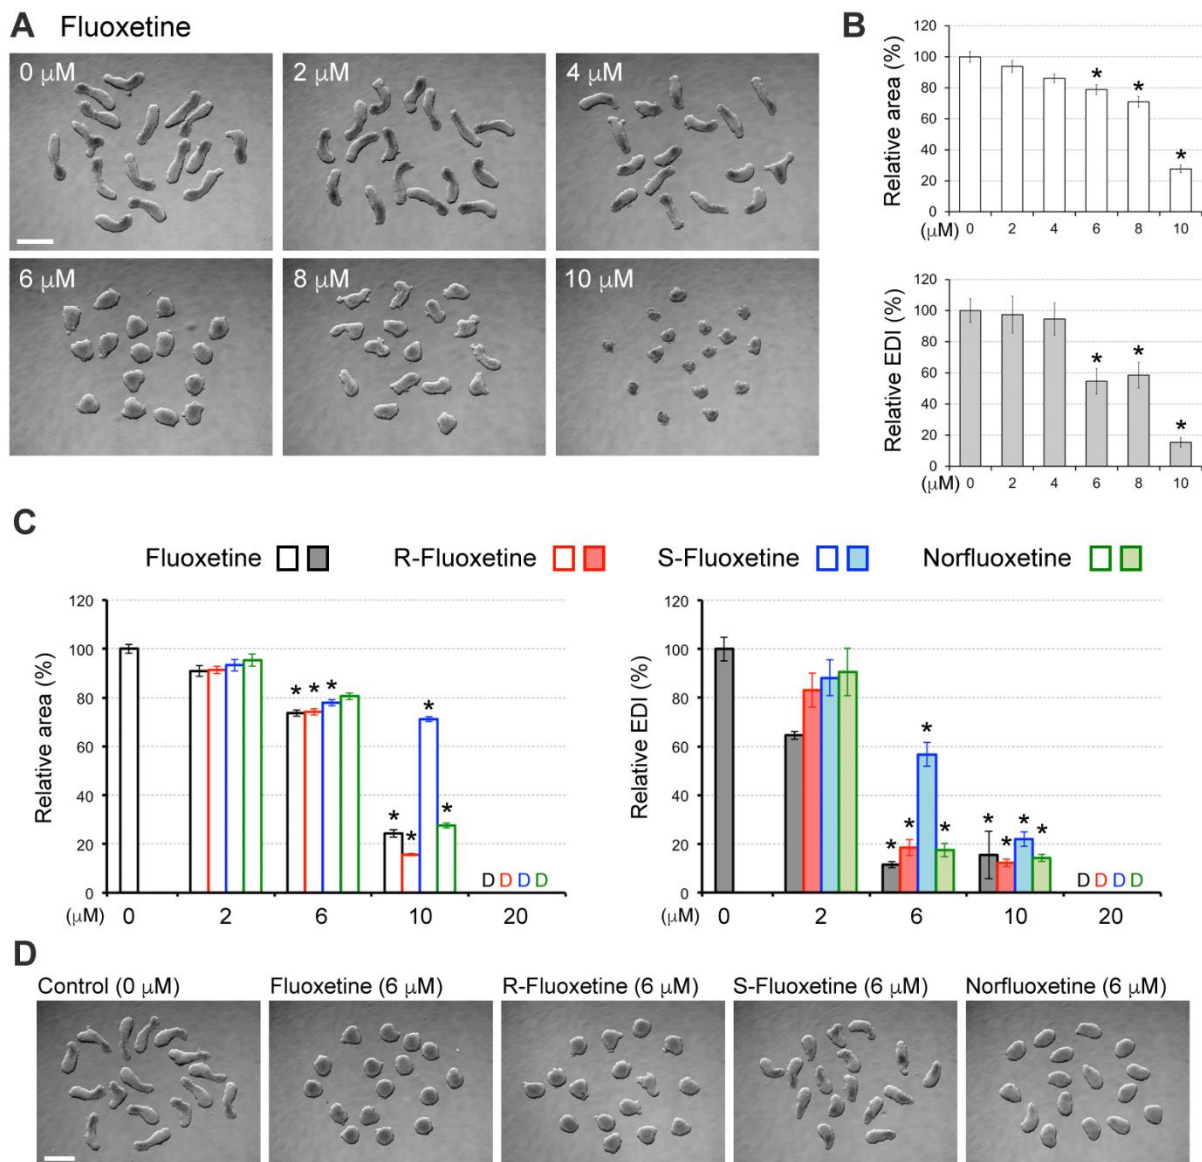 A Fluoxetine
0 μM
2 μM
4 μM
6 μM
8 μM
10 μM
B
Relative area (%)
120
100
80
60
40
20
0
(μM) 0 2 4 6 8 10
* * *
Relative EDI (%)
120
100
80
60
40
20
0
(μM) 0 2 4 6 8 10
* * *
C
Fluoxetine R-Fluoxetine S-Fluoxetine Norfluoxetine
Relative area (%)
120
100
80
60
40
20
0
* * *
* * * *
D D D D
(μM) 0 2 6 10 20
Relative EDI (%)
120
100
80
60
40
20
0
* * * *
* * * *
D D D D
(μM) 0 2 6 10 20
D
Control (0 μM)
Fluoxetine (6 μM)
R-Fluoxetine (6 μM)
S-Fluoxetine (6 μM)
Norfluoxetine (6 μM)